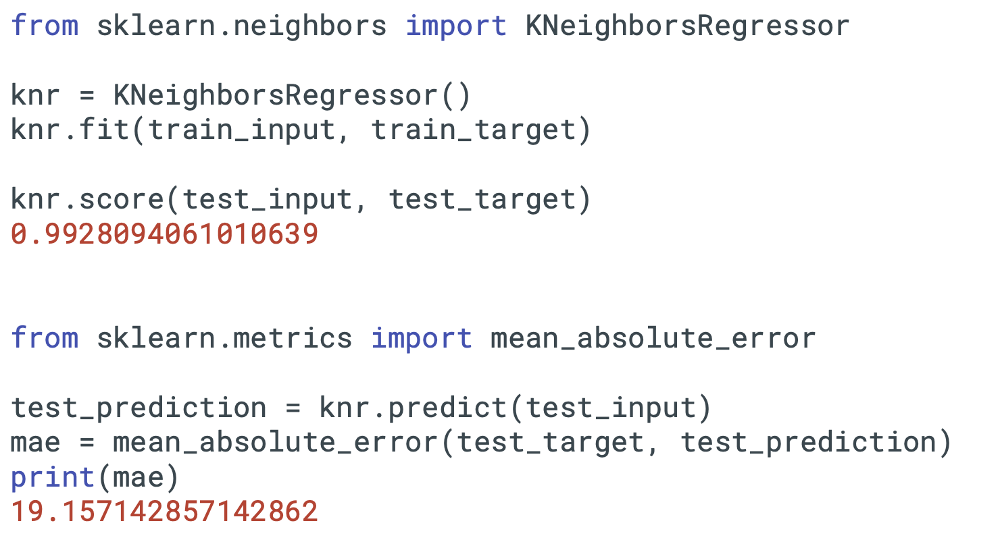 from sklearn.neighbors import KNeighborsRegressor
knr = KNeighborsRegressor()
knr.fit(train_input, train_target)
knr.score(test_input, test_target)
0.9928094061010639
from sklearn.metrics import mean_absolute_error
test_prediction = knr.predict(test_input)
mae = mean_absolute_error(test_target, test_prediction)
print(mae)
19.157142857142862